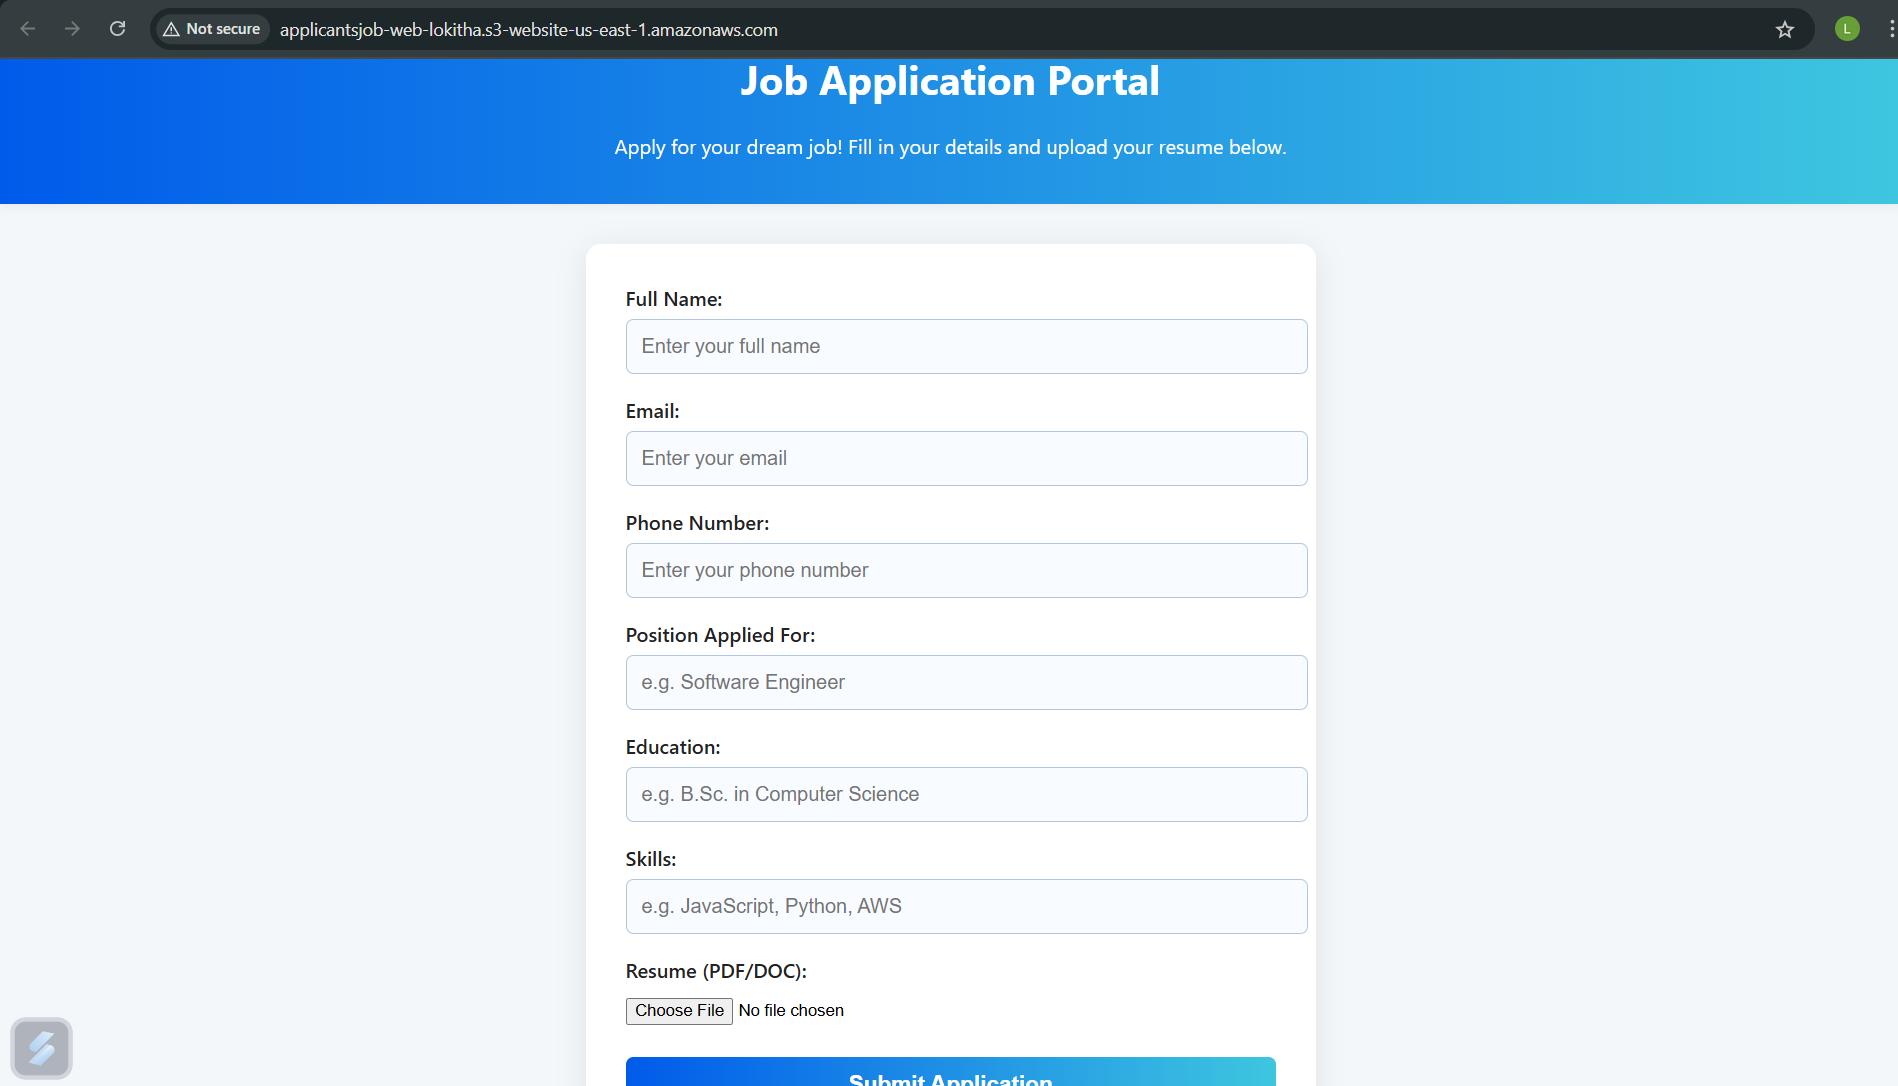 Not secure applicantsjob-web-lokitha.s3-website-us-east-1.amazonaws.com L
Job Application Portal
Apply for your dream job! Fill in your details and upload your resume below.
Full Name:
Enter your full name
Email:
Enter your email
Phone Number:
Enter your phone number
Position Applied For:
e.g. Software Engineer
Education:
e.g. B.Sc. in Computer Science
Skills:
e.g. JavaScript, Python, AWS
Resume (PDF/DOC):
Choose File No file chosen
Submit Application